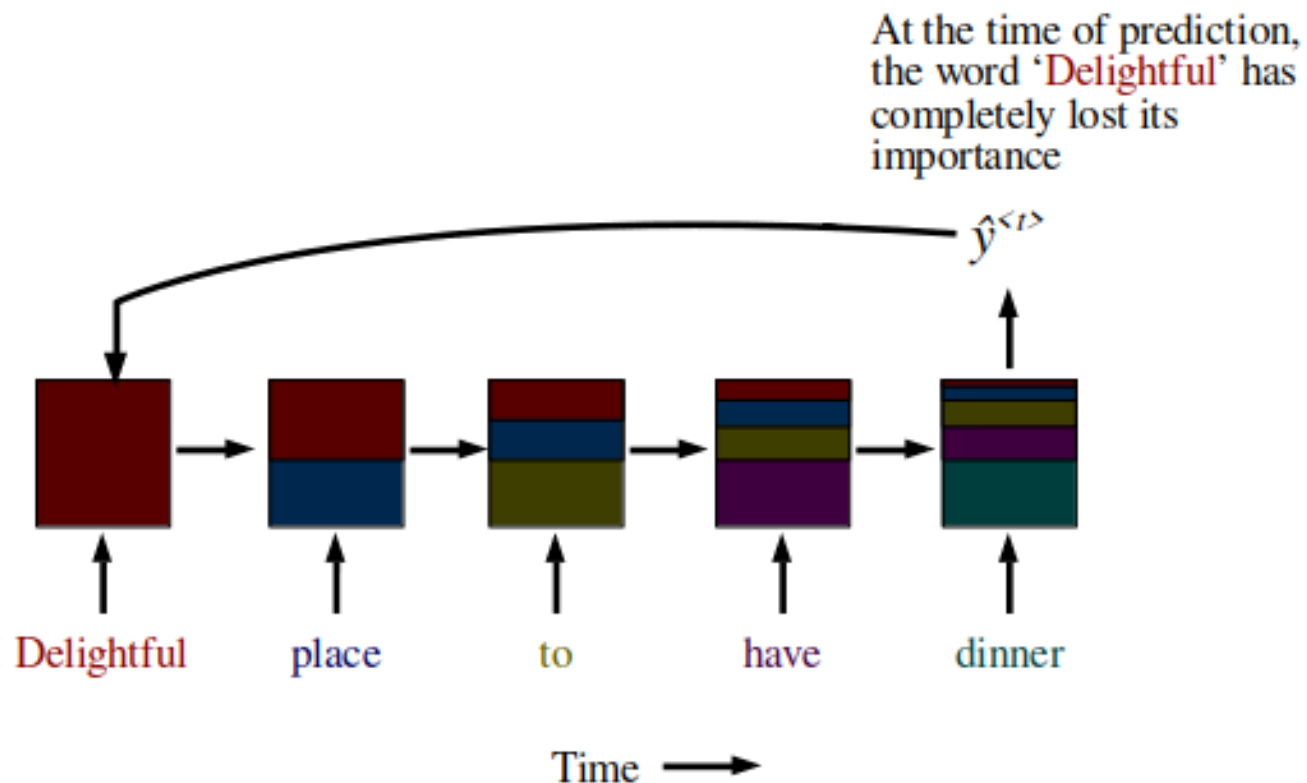 At the time of prediction,
the word ‘Delightful’ has
completely lost its
importance
ŷ<t>
Delightful place to have dinner
Time